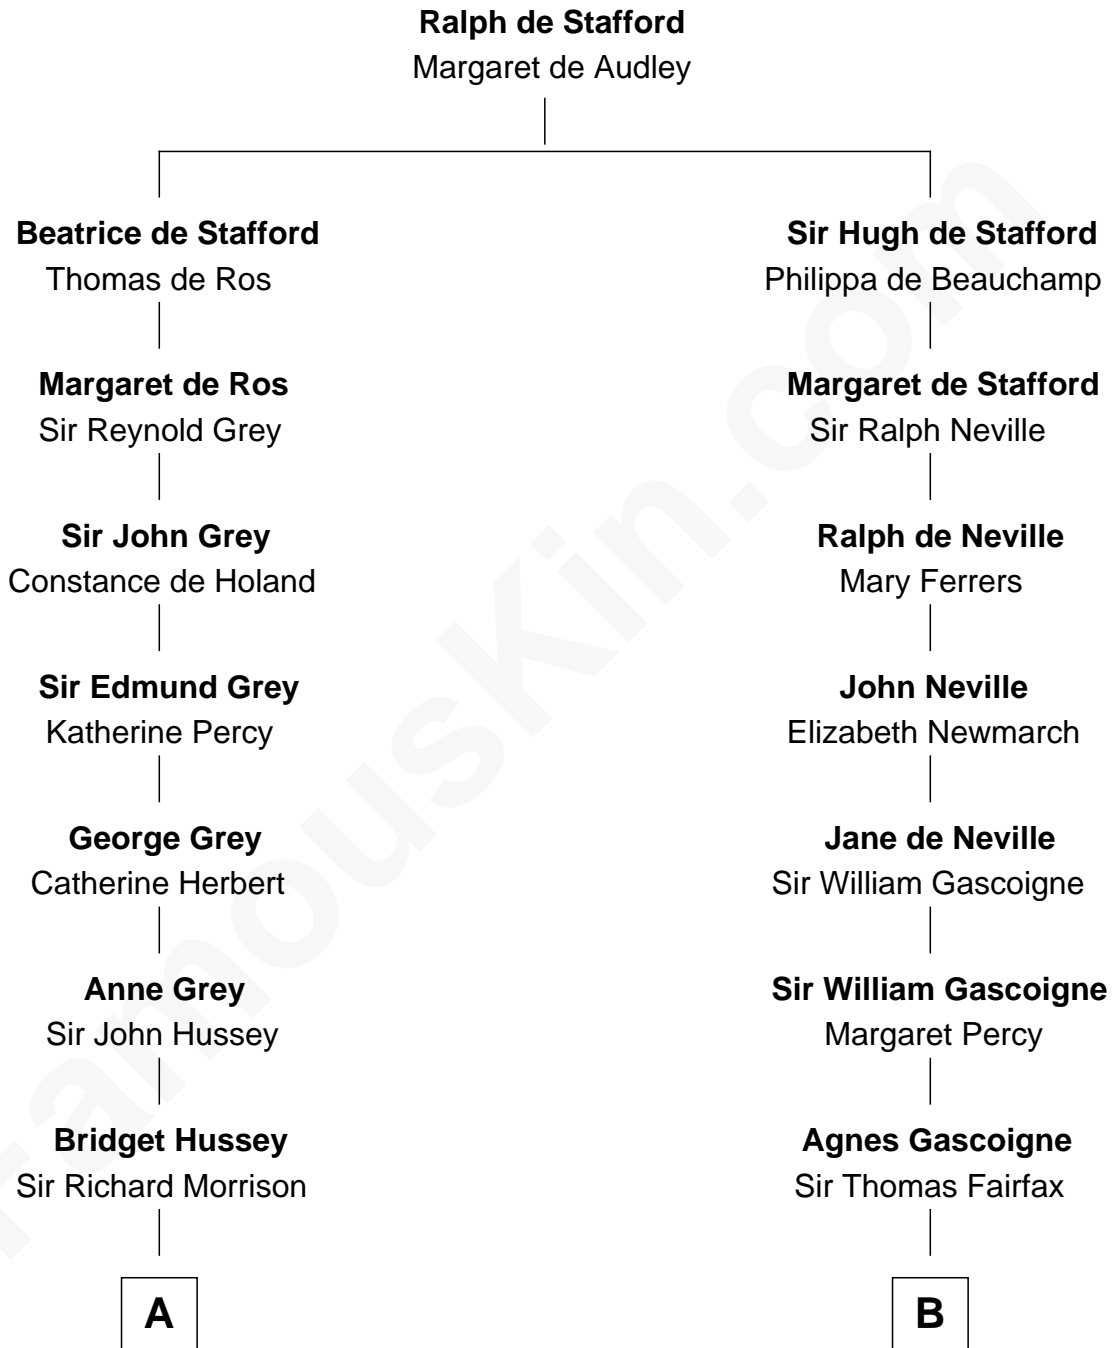 Ralph de Stafford
Margaret de Audley
Beatrice de Stafford
Thomas de Ros
Sir Hugh de Stafford
Philippa de Beauchamp
Margaret de Ros
Sir Reynold Grey
Margaret de Stafford
Sir Ralph Neville
Sir John Grey
Constance de Holand
Ralph de Neville
Mary Ferrers
Sir Edmund Grey
Katherine Percy
John Neville
Elizabeth Newmarch
George Grey
Catherine Herbert
Jane de Neville
Sir William Gascoigne
Anne Grey
Sir John Hussey
Sir William Gascoigne
Margaret Percy
Bridget Hussey
Sir Richard Morrison
Agnes Gascoigne
Sir Thomas Fairfax
A
B
FamousKin.com